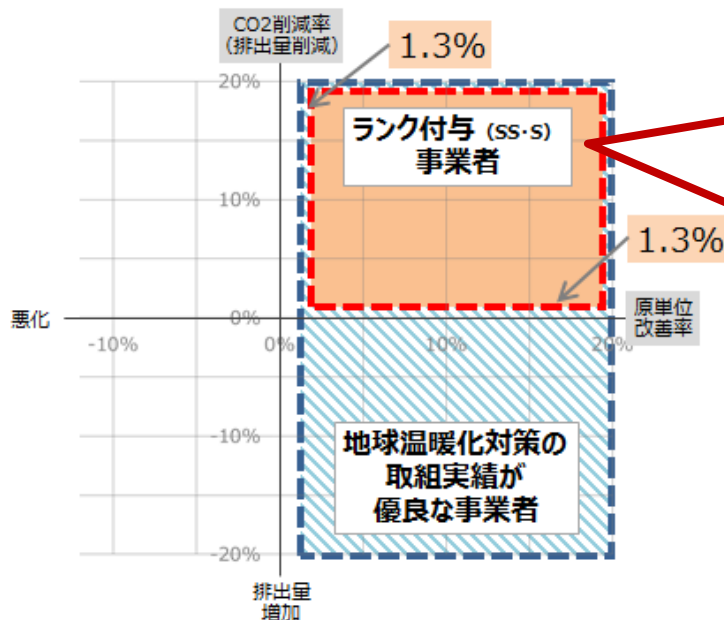 CO2削減率
（排出量削減）
1.3%
20%
ランク付与 (SS･S)
事業者
10%
1.3%
悪化
0%
原単位
改善率
-10%
0%
10%
20%
-10%
地球温暖化対策の
取組実績が
優良な事業者
-20%
排出量
増加